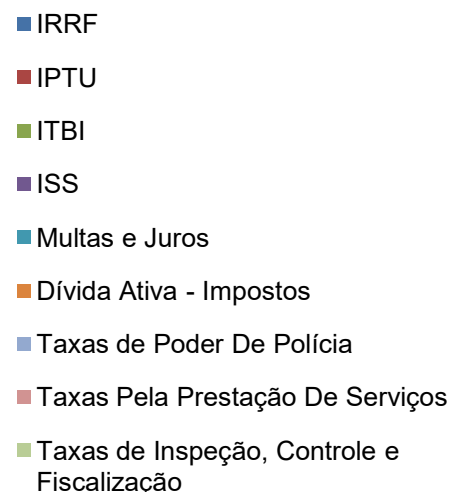 IRRF
IPTU
ITBI
ISS
Multas e Juros
Dívida Ativa - Impostos
Taxas de Poder De Polícia
Taxas Pela Prestação De Serviços
Taxas de Inspeção, Controle e
Fiscalização